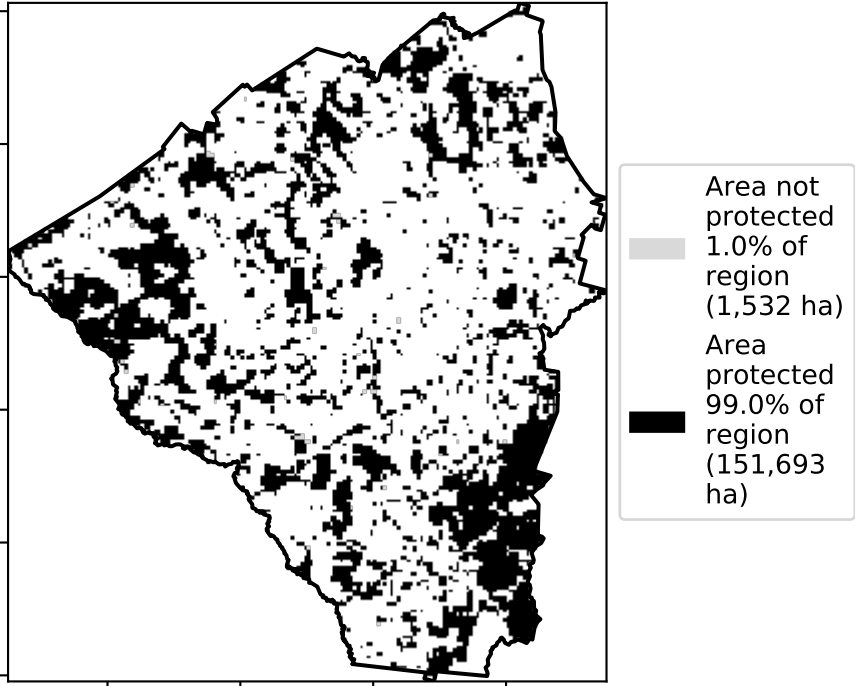 Area not
protected
1.0% of
region
(1,532 ha)
Area
protected
99.0% of
region
(151,693
ha)